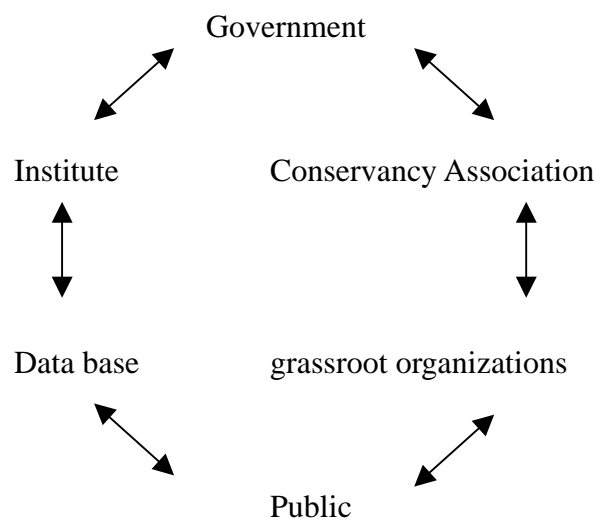 Government
Institute Conservancy Association
Data base grassroot organizations
Public